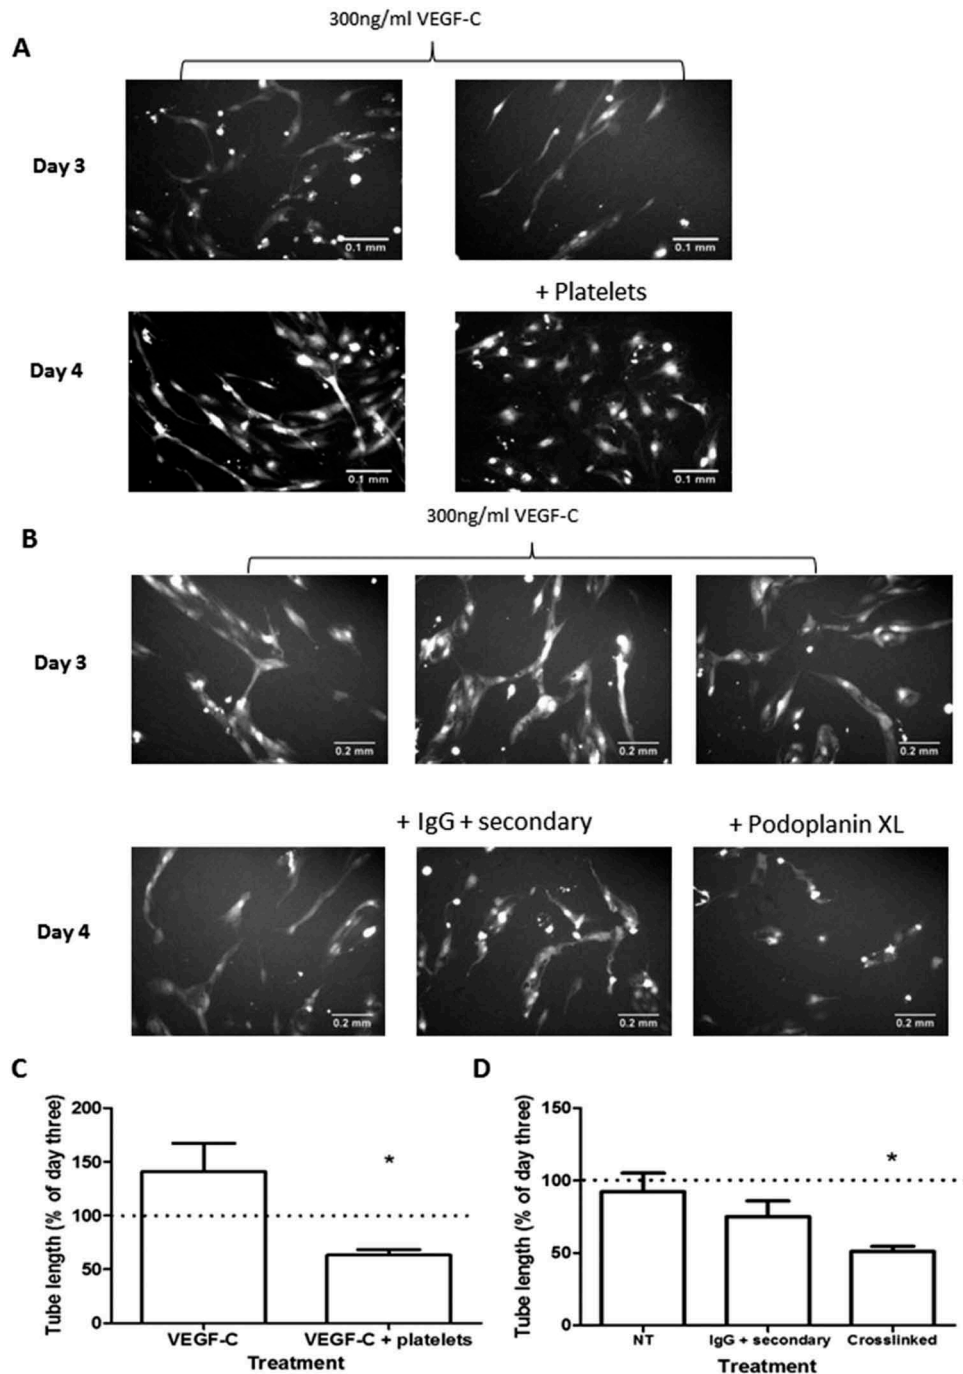 300ng/ml VEGF-C
A
Day 3
0.1 mm
0.1 mm
+ Platelets
Day 4
0.1 mm
0.1 mm
300ng/ml VEGF-C
B
Day 3
0.2 mm
0.2 mm
0.2 mm
+ IgG + secondary
+ Podoplanin XL
Day 4
0.2 mm
0.2 mm
0.2 mm
C
Tube length (% of day three)
200
150
100
50
0
*
VEGF-C
VEGF-C + platelets
Treatment
D
Tube length (% of day three)
150
100
50
0
*
NT
IgG + secondary
Crosslinked
Treatment